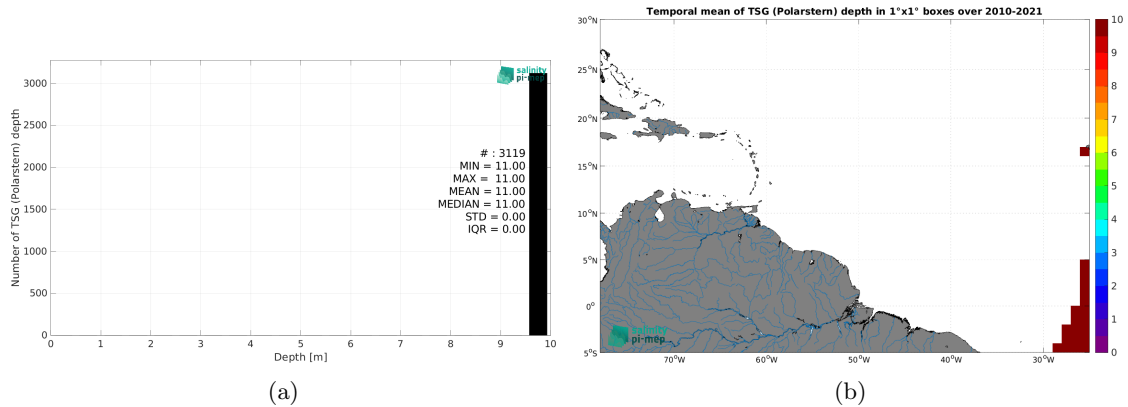 Number of TSG (Polarstern) depth
3000
2500
2000
1500
1000
500
0
salinity
pi-mep
# : 3119
MIN = 11.00
MAX = 11.00
MEAN = 11.00
MEDIAN = 11.00
STD = 0.00
IQR = 0.00
0 1 2 3 4 5 6 7 8 9 10
Depth [m]
(a)
Temporal mean of TSG (Polarstern) depth in 1°x1° boxes over 2010-2021
30°N
25°N
20°N
15°N
10°N
5°N
0°
5°S
salinity
pi-mep
70°W 60°W 50°W 40°W 30°W
10
9
8
7
6
5
4
3
2
1
0
(b)